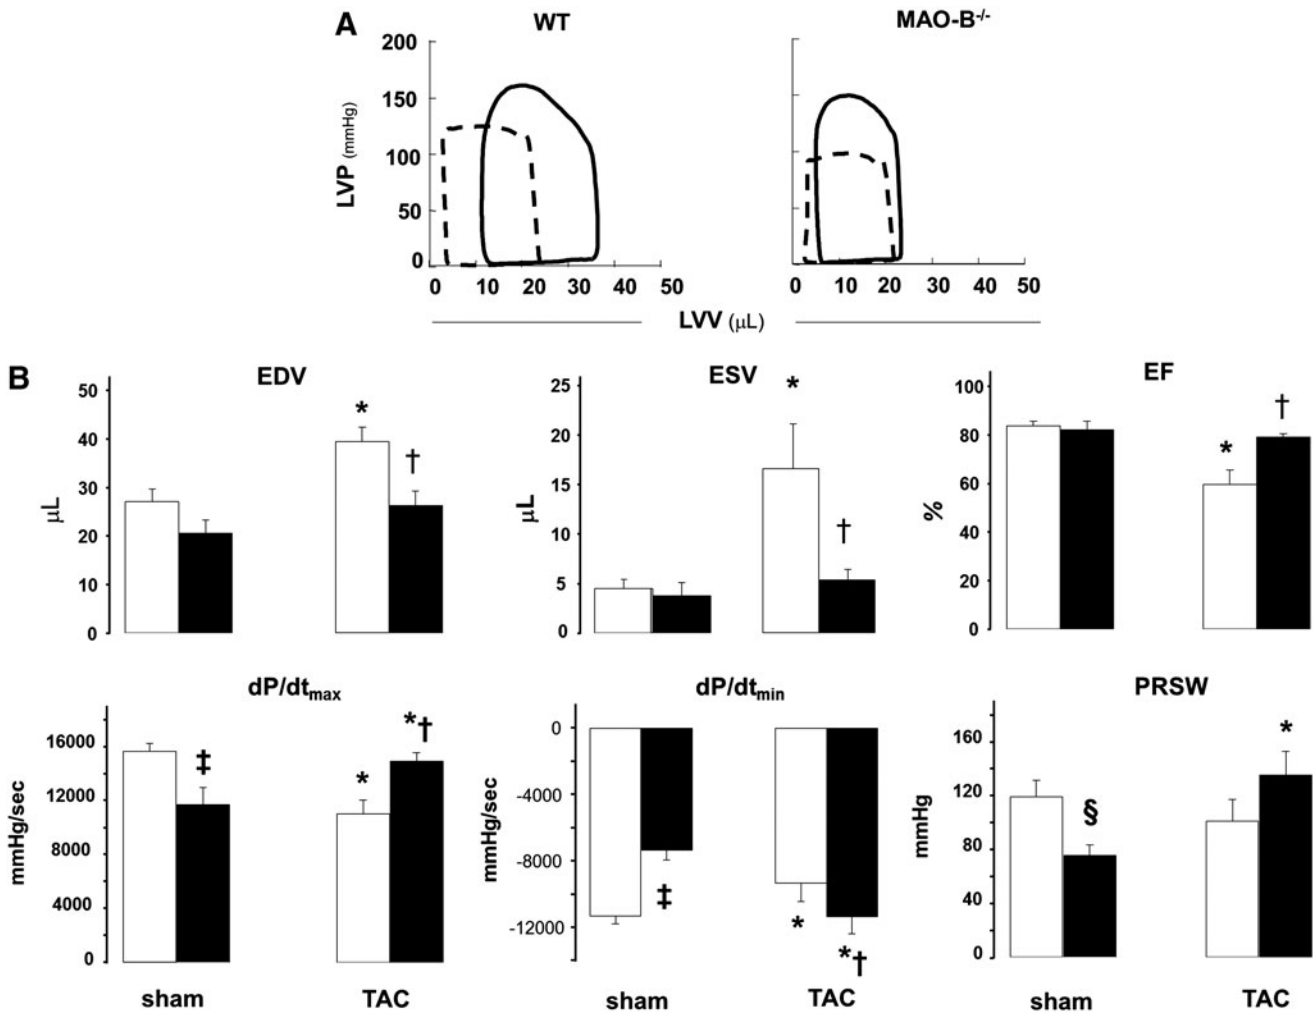 A
WT
MAO-B-/-
LVP (mmHg)
200
150
100
50
0
0 10 20 30 40 50
0 10 20 30 40 50
LVV (μL)
B
EDV
μL
50
40
30
20
10
0
*
†
ESV
μL
25
20
15
10
5
0
*
†
EF
%
100
80
60
40
20
0
*
†
dP/dtmax
mmHg/sec
16000
12000
8000
4000
0
‡
*
*†
sham
TAC
dP/dtmin
mmHg/sec
0
-4000
-8000
-12000
‡
*
*†
sham
TAC
PRSW
mmHg
160
120
80
40
0
§
*
sham
TAC